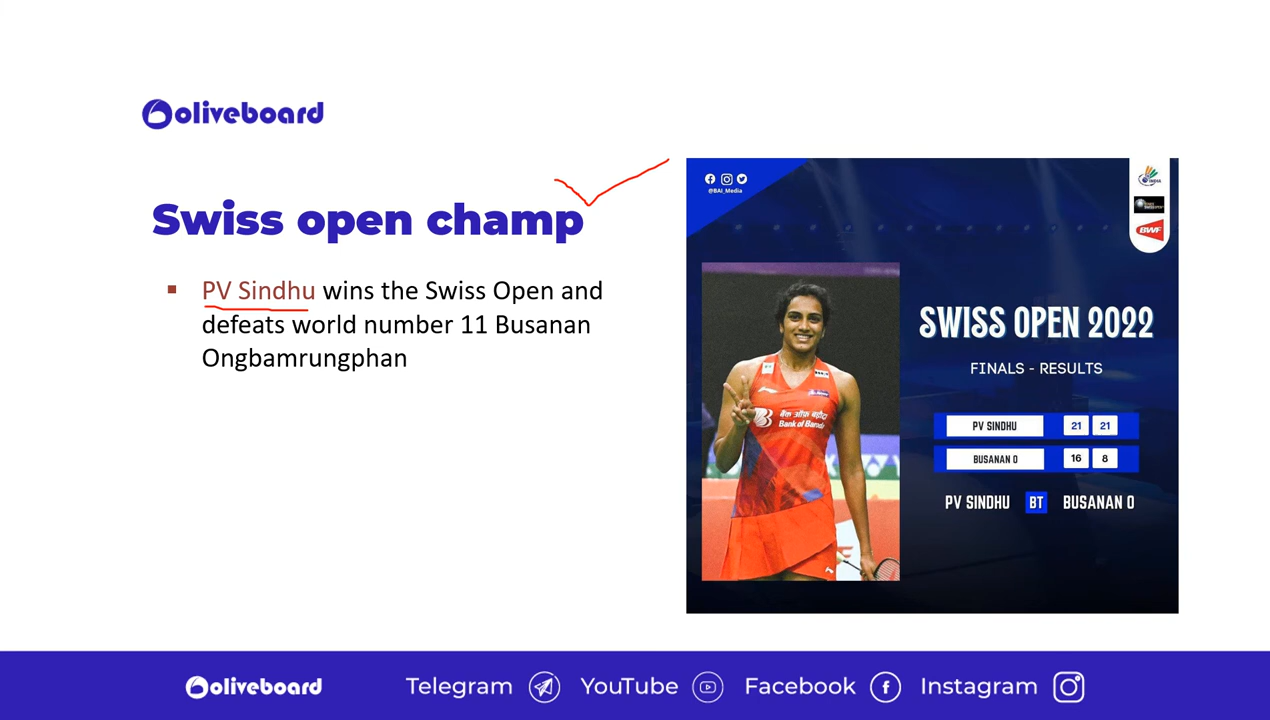 oliveboard
Swiss open champ
PV Sindhu wins the Swiss Open and
defeats world number 11 Busanan
Ongbamrungphan
@BAI_Media
BWF
बैंक ऑफ़ बड़ौदा
Bank of Baroda
SWISS OPEN 2022
FINALS - RESULTS
PV SINDHU 21 21
BUSANAN O 16 8
PV SINDHU BT BUSANAN O
oliveboard Telegram YouTube Facebook Instagram